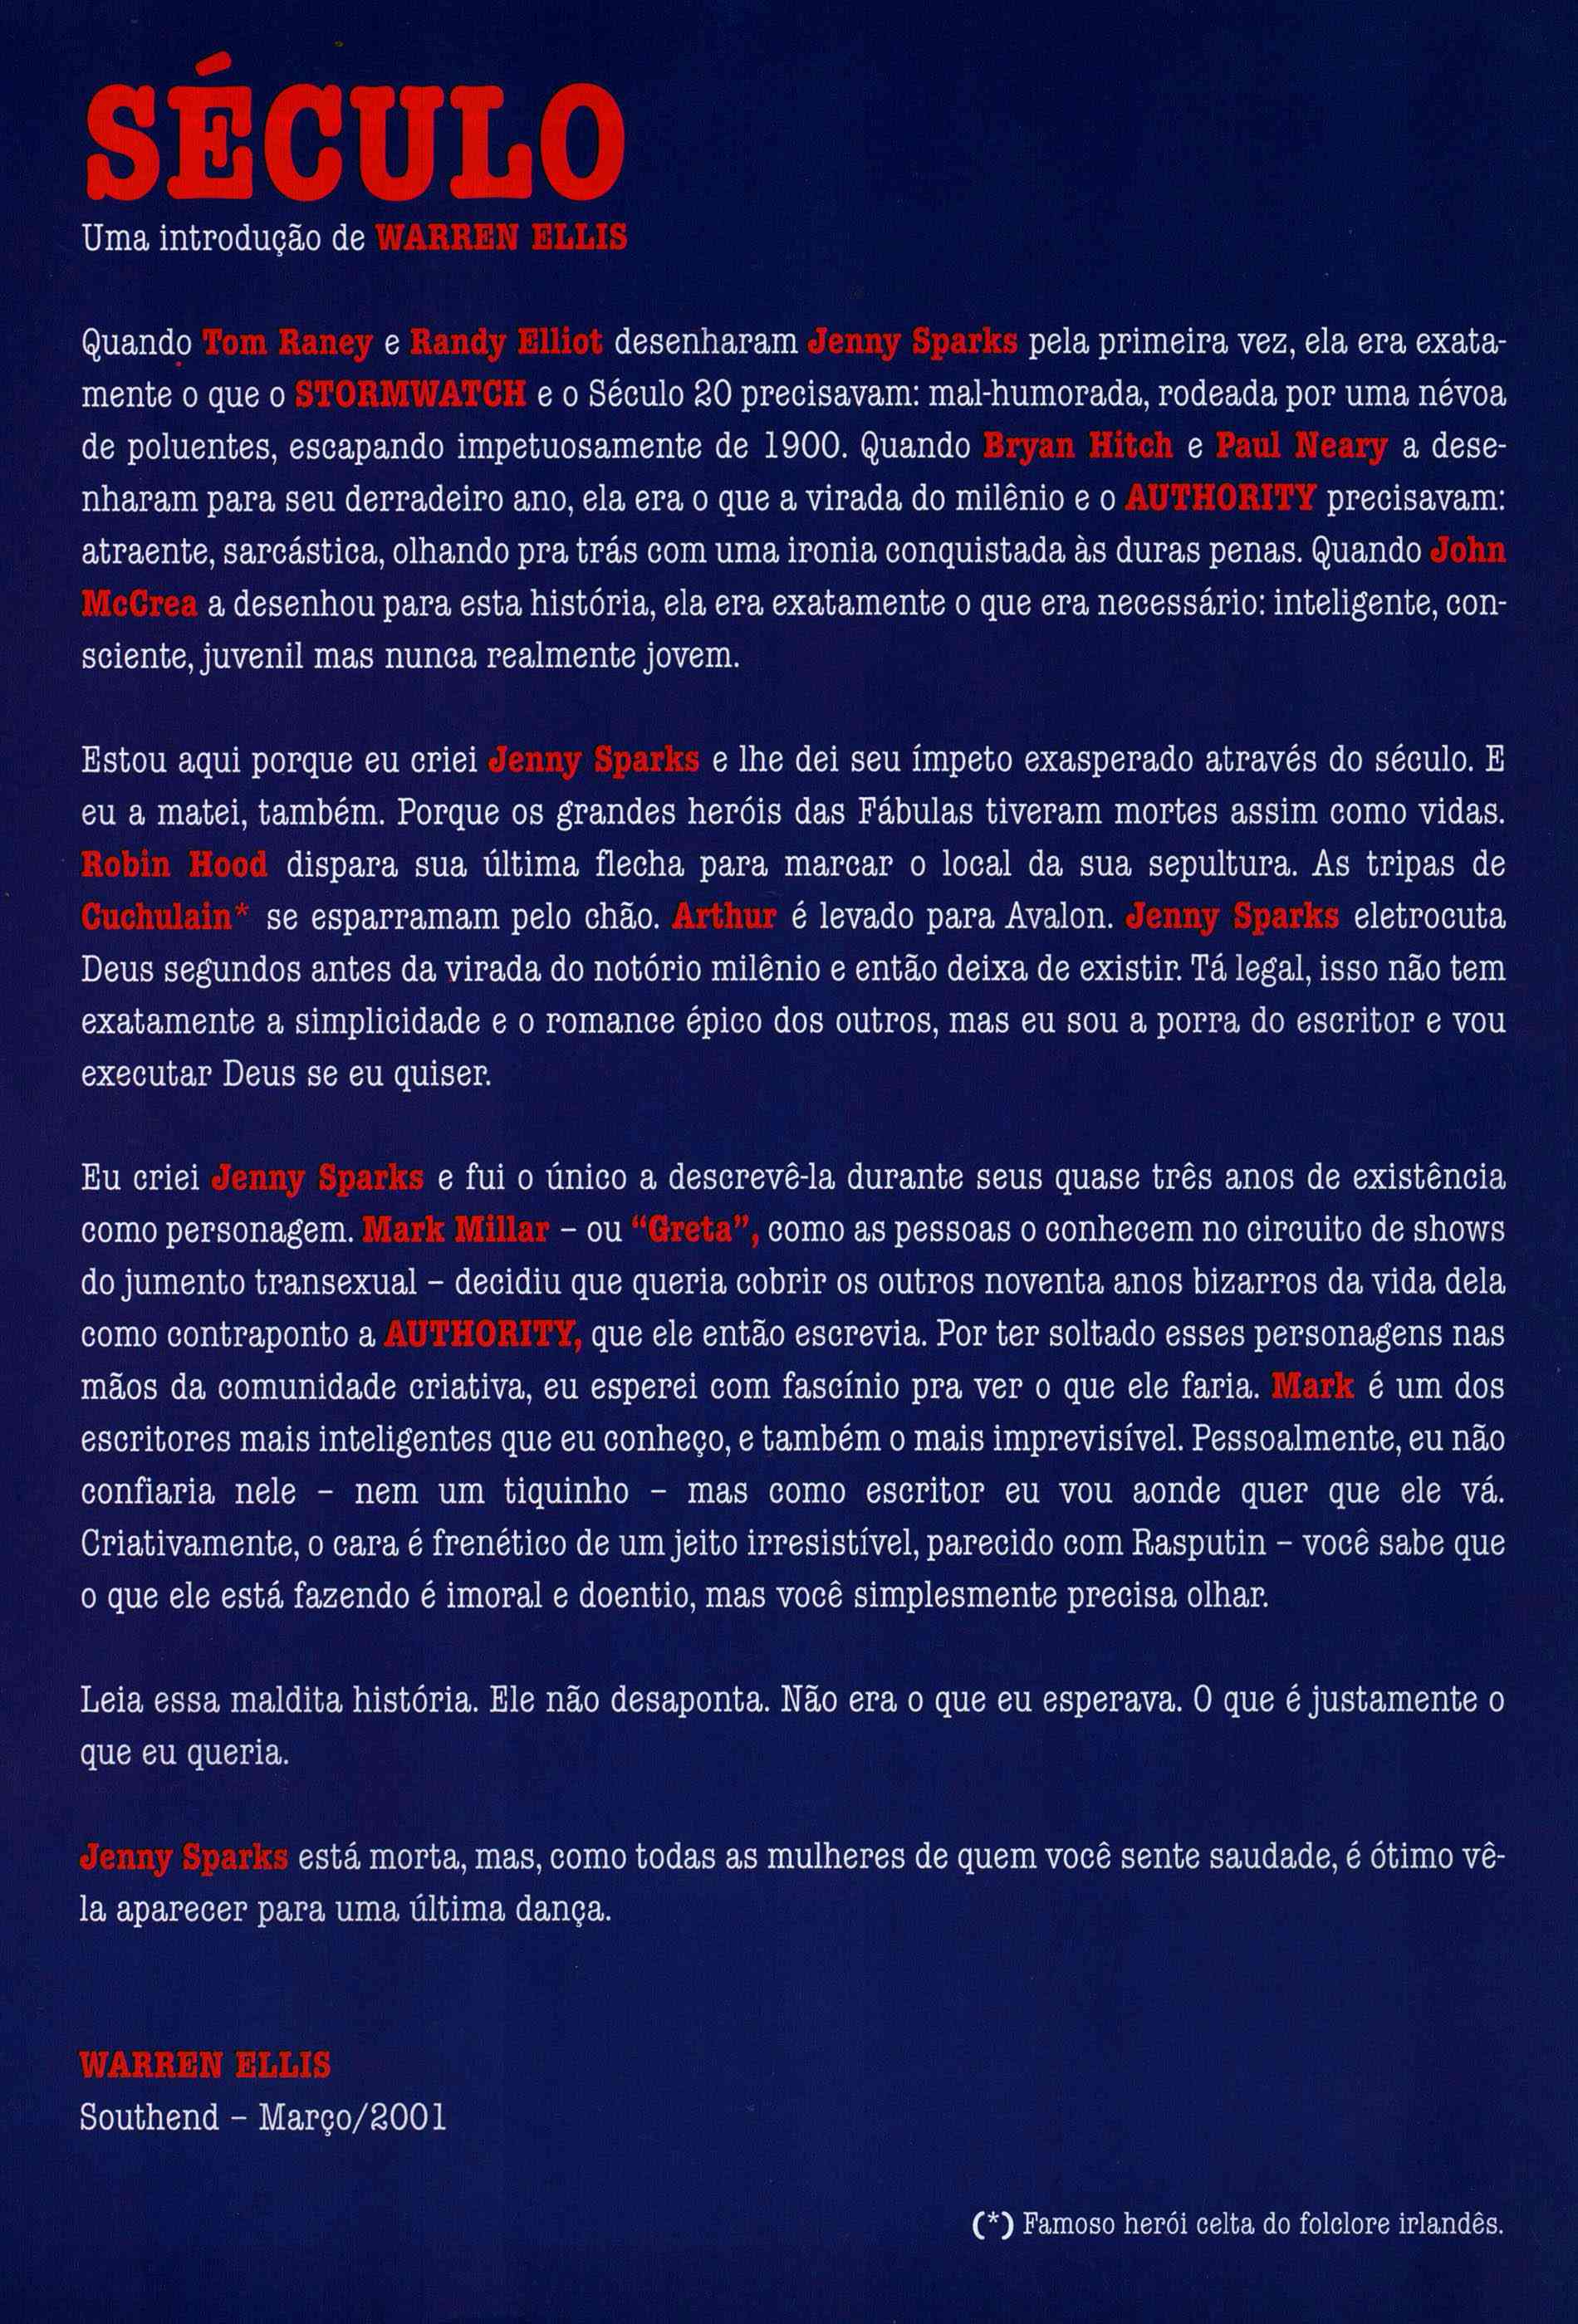 SÉCULO
Uma introdução de WARREN ELLIS
Quando Tom Raney e Randy Elliot desenharam Jenny Sparks pela primeira vez, ela era exata-
mente o que o STORMWATCH e o Século 20 precisavam: mal-humorada, rodeada por uma névoa
de poluentes, escapando impetuosamente de 1900. Quando Bryan Hitch e Paul Neary a dese-
nharam para seu derradeiro ano, ela era o que a virada do milênio e o AUTHORITY precisavam:
atraente, sarcástica, olhando pra trás com uma ironia conquistada às duras penas. Quando John
McCrea a desenhou para esta história, ela era exatamente o que era necessário: inteligente, con-
sciente, juvenil mas nunca realmente jovem.
Estou aqui porque eu criei Jenny Sparks e lhe dei seu ímpeto exasperado através do século. E
eu a matei, também. Porque os grandes heróis das Fábulas tiveram mortes assim como vidas.
Robin Hood dispara sua última flecha para marcar o local da sua sepultura. As tripas de
Cuchulain* se esparramam pelo chão. Arthur é levado para Avalon. Jenny Sparks eletrocuta
Deus segundos antes da virada do notório milênio e então deixa de existir. Tá legal, isso não tem
exatamente a simplicidade e o romance épico dos outros, mas eu sou a porra do escritor e vou
executar Deus se eu quiser.
Eu criei Jenny Sparks e fui o único a descrevê-la durante seus quase três anos de existência
como personagem. Mark Millar – ou “Greta”, como as pessoas o conhecem no circuito de shows
do jumento transexual – decidiu que queria cobrir os outros noventa anos bizarros da vida dela
como contraponto a AUTHORITY, que ele então escrevia. Por ter soltado esses personagens nas
mãos da comunidade criativa, eu esperei com fascínio pra ver o que ele faria. Mark é um dos
escritores mais inteligentes que eu conheço, e também o mais imprevisível. Pessoalmente, eu não
confiaria nele – nem um tiquinho – mas como escritor eu vou aonde quer que ele vá.
Criativamente, o cara é frenético de um jeito irresistível, parecido com Rasputin – você sabe que
o que ele está fazendo é imoral e doentio, mas você simplesmente precisa olhar.
Leia essa maldita história. Ele não desaponta. Não era o que eu esperava. O que é justamente o
que eu queria.
Jenny Sparks está morta, mas, como todas as mulheres de quem você sente saudade, é ótimo vê-
la aparecer para uma última dança.
WARREN ELLIS
Southend – Março/2001
(*) Famoso herói celta do folclore irlandês.